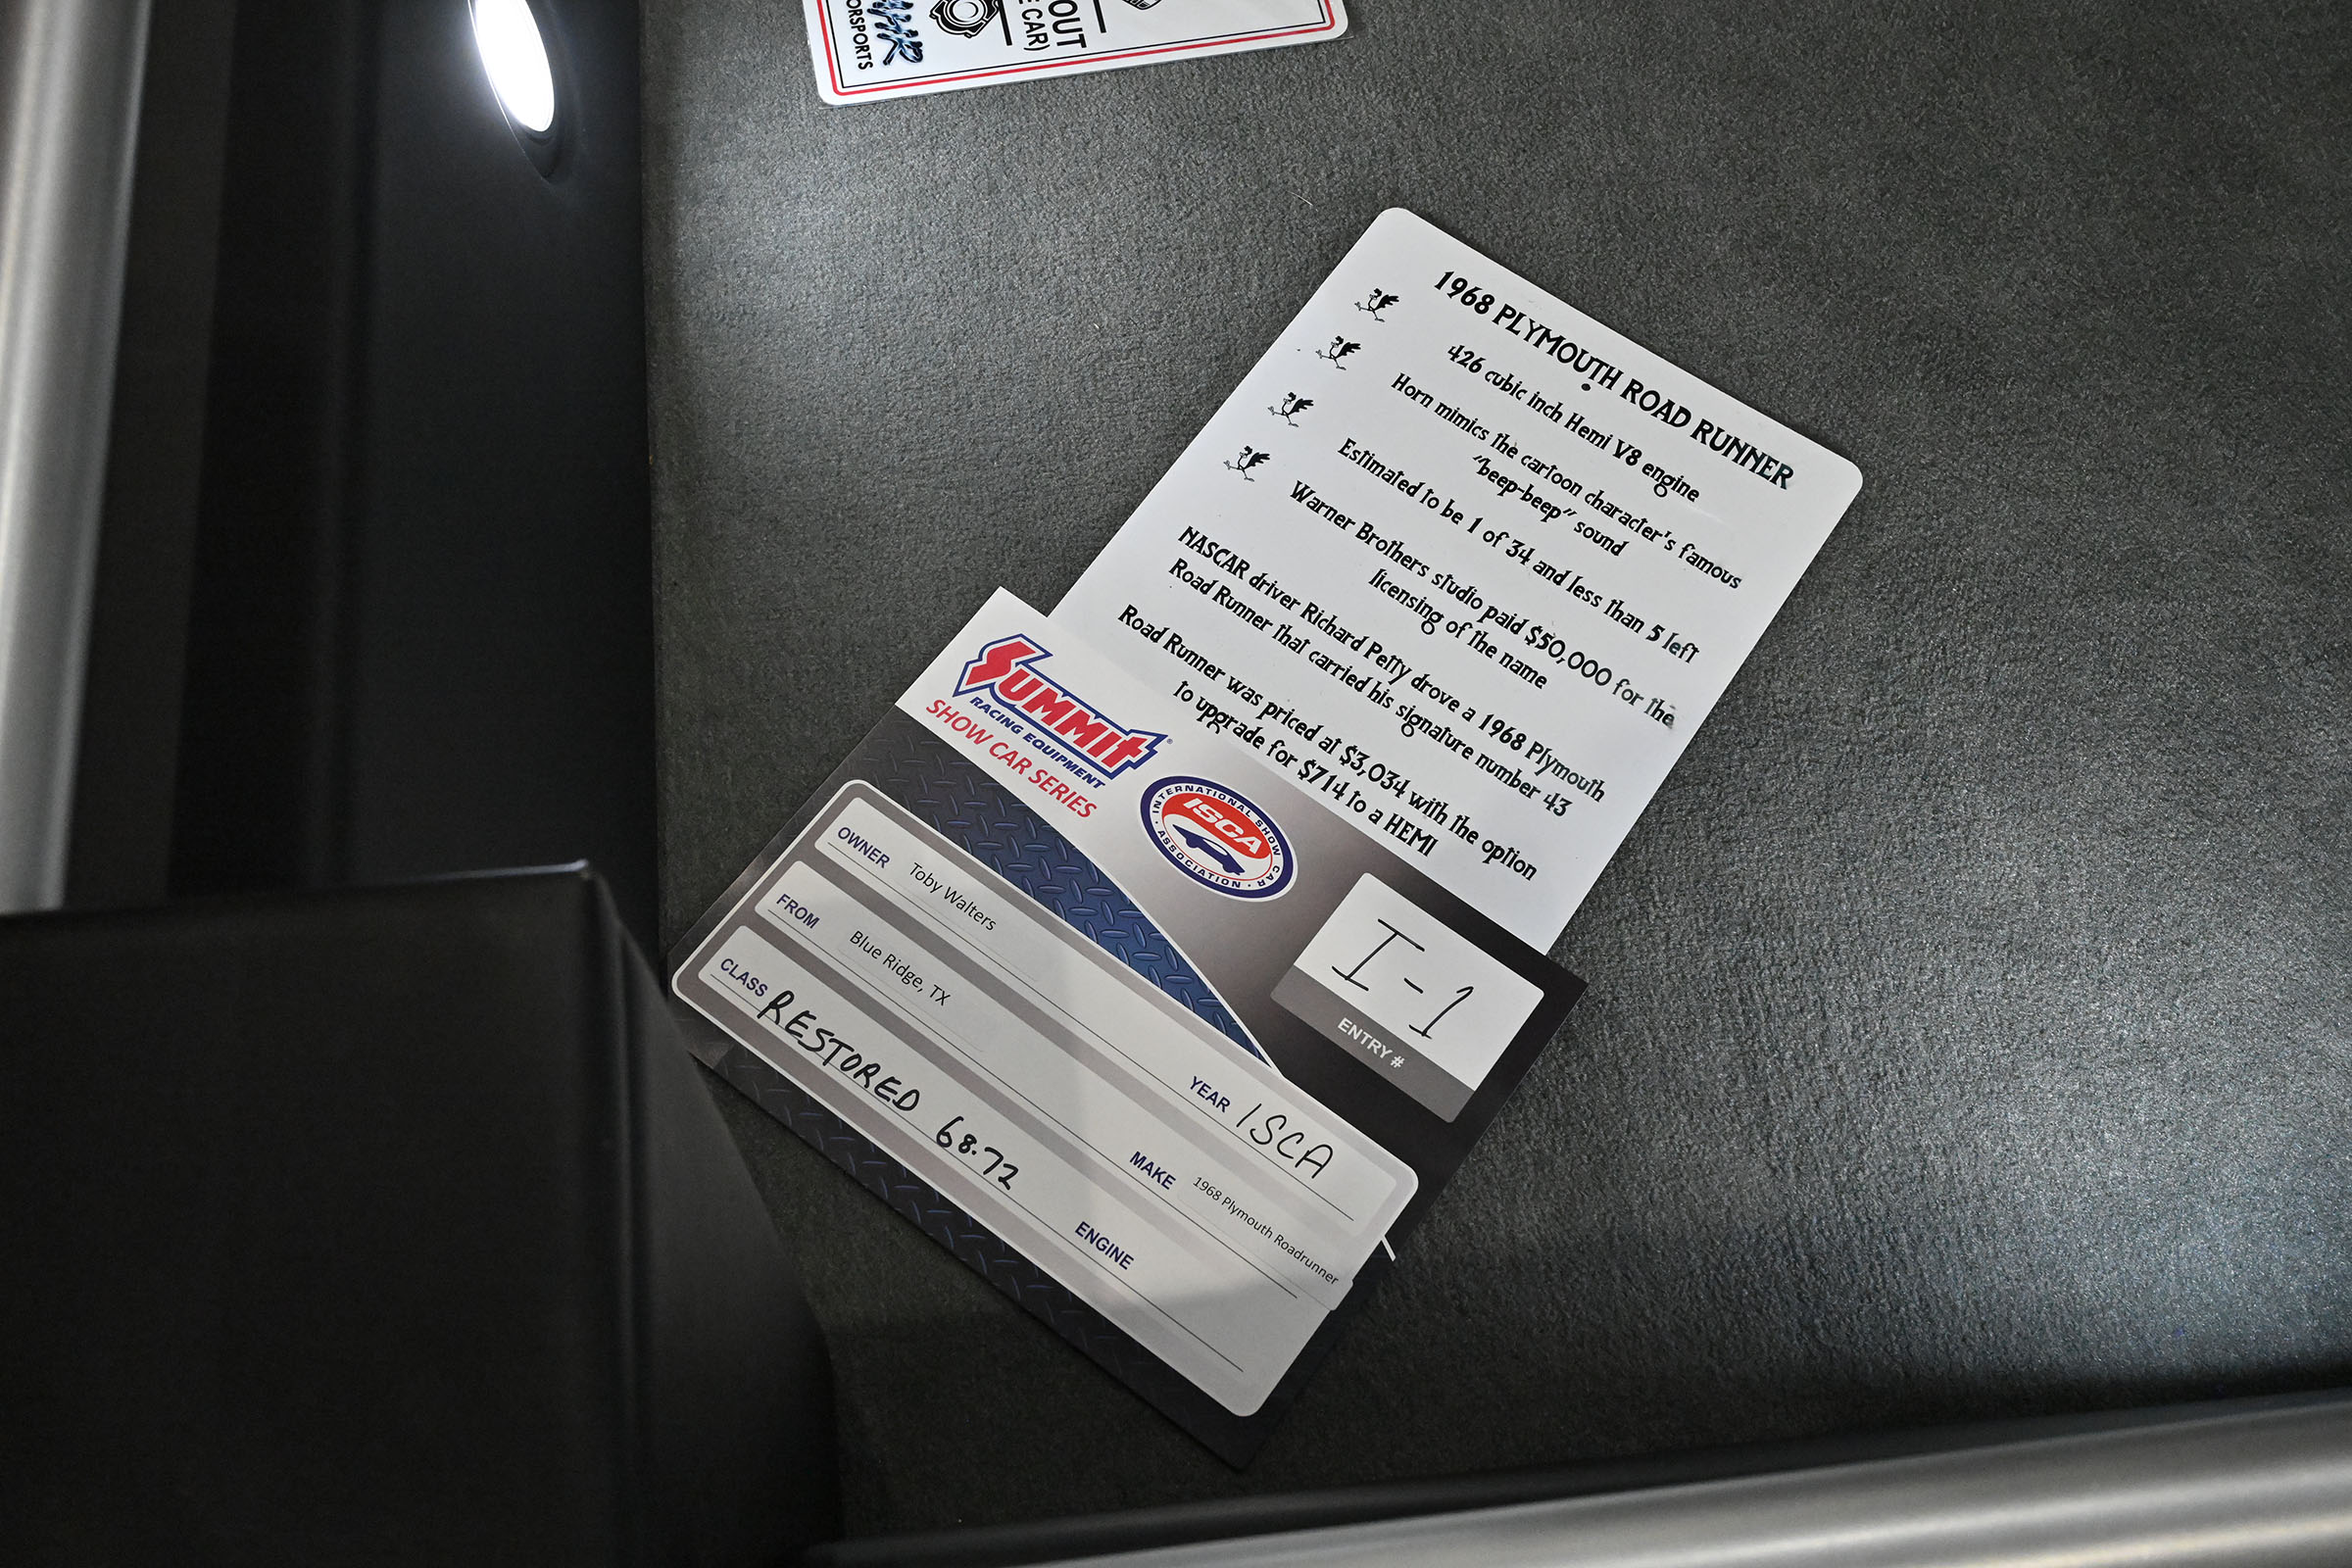 ORSPORTS
OUT
E CAR)
1968 PLYMOUTH ROAD RUNNER
426 cubic inch Hemi V8 engine
Horn mimics the cartoon character's famous
"beep-beep" sound
Estimated to be 1 of 34 and less than 5 left
Warner Brothers studio paid $50,000 for the
licensing of the name
NASCAR driver Richard Petty drove a 1968 Plymouth
Road Runner that carried his signature number 43
Road Runner was priced at $3,034 with the option
to upgrade for $714 to a HEMI
SUMMIT®
RACING EQUIPMENT
SHOW CAR SERIES
INTERNATIONAL SHOW CAR
ISCA
ASSOCIATION
I-1
ENTRY #
OWNER Toby Walters
YEAR ISCA
FROM Blue Ridge, TX
MAKE 1968 Plymouth Roadrunner
CLASS RESTORED 68-72
ENGINE